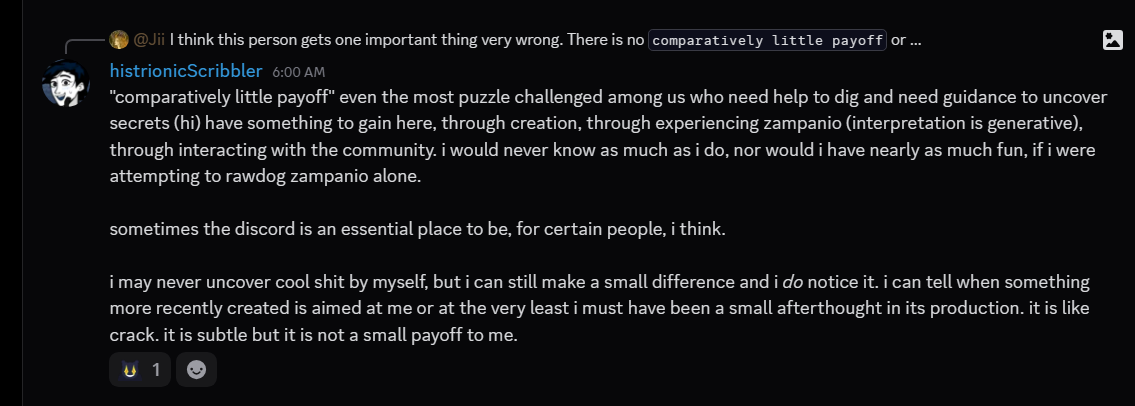 @Jii I think this person gets one important thing very wrong. There is no comparatively little payoff or ...
histrionicScribbler 6:00 AM
"comparatively little payoff" even the most puzzle challenged among us who need help to dig and need guidance to uncover
secrets (hi) have something to gain here, through creation, through experiencing zampanio (interpretation is generative),
through interacting with the community. i would never know as much as i do, nor would i have nearly as much fun, if i were
attempting to rawdog zampanio alone.
sometimes the discord is an essential place to be, for certain people, i think.
i may never uncover cool shit by myself, but i can still make a small difference and i do notice it. i can tell when something
more recently created is aimed at me or at the very least i must have been a small afterthought in its production. it is like
crack. it is subtle but it is not a small payoff to me.
1